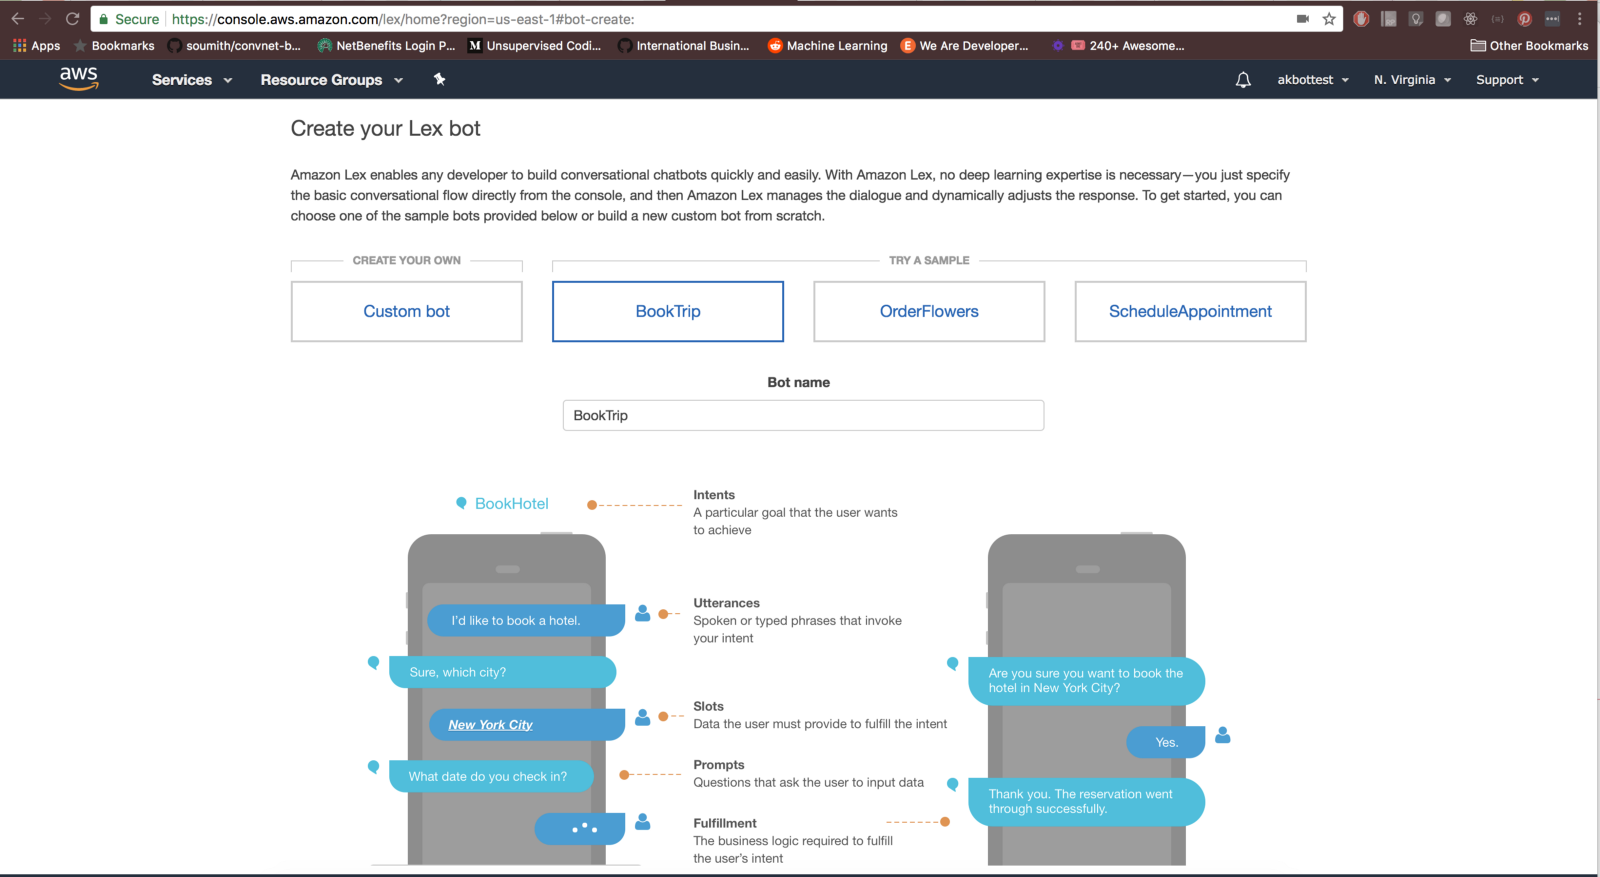 Secure https://console.aws.amazon.com/lex/home?region=us-east-1#bot-create:
Apps Bookmarks soumith/convnet-b... NetBenefits Login P... M Unsupervised Codi... International Busin... Machine Learning E We Are Developer... 240+ Awesome... Other Bookmarks
aws Services Resource Groups akbottest N. Virginia Support
Create your Lex bot
Amazon Lex enables any developer to build conversational chatbots quickly and easily. With Amazon Lex, no deep learning expertise is necessary—you just specify
the basic conversational flow directly from the console, and then Amazon Lex manages the dialogue and dynamically adjusts the response. To get started, you can
choose one of the sample bots provided below or build a new custom bot from scratch.
CREATE YOUR OWN TRY A SAMPLE
Custom bot BookTrip OrderFlowers ScheduleAppointment
Bot name
BookTrip
BookHotel
I'd like to book a hotel.
Sure, which city?
New York City
What date do you check in?
Intents
A particular goal that the user wants
to achieve
Utterances
Spoken or typed phrases that invoke
your intent
Slots
Data the user must provide to fulfill the intent
Prompts
Questions that ask the user to input data
Fulfillment
The business logic required to fulfill
the user's intent
Are you sure you want to book the
hotel in New York City?
Yes.
Thank you. The reservation went
through successfully.